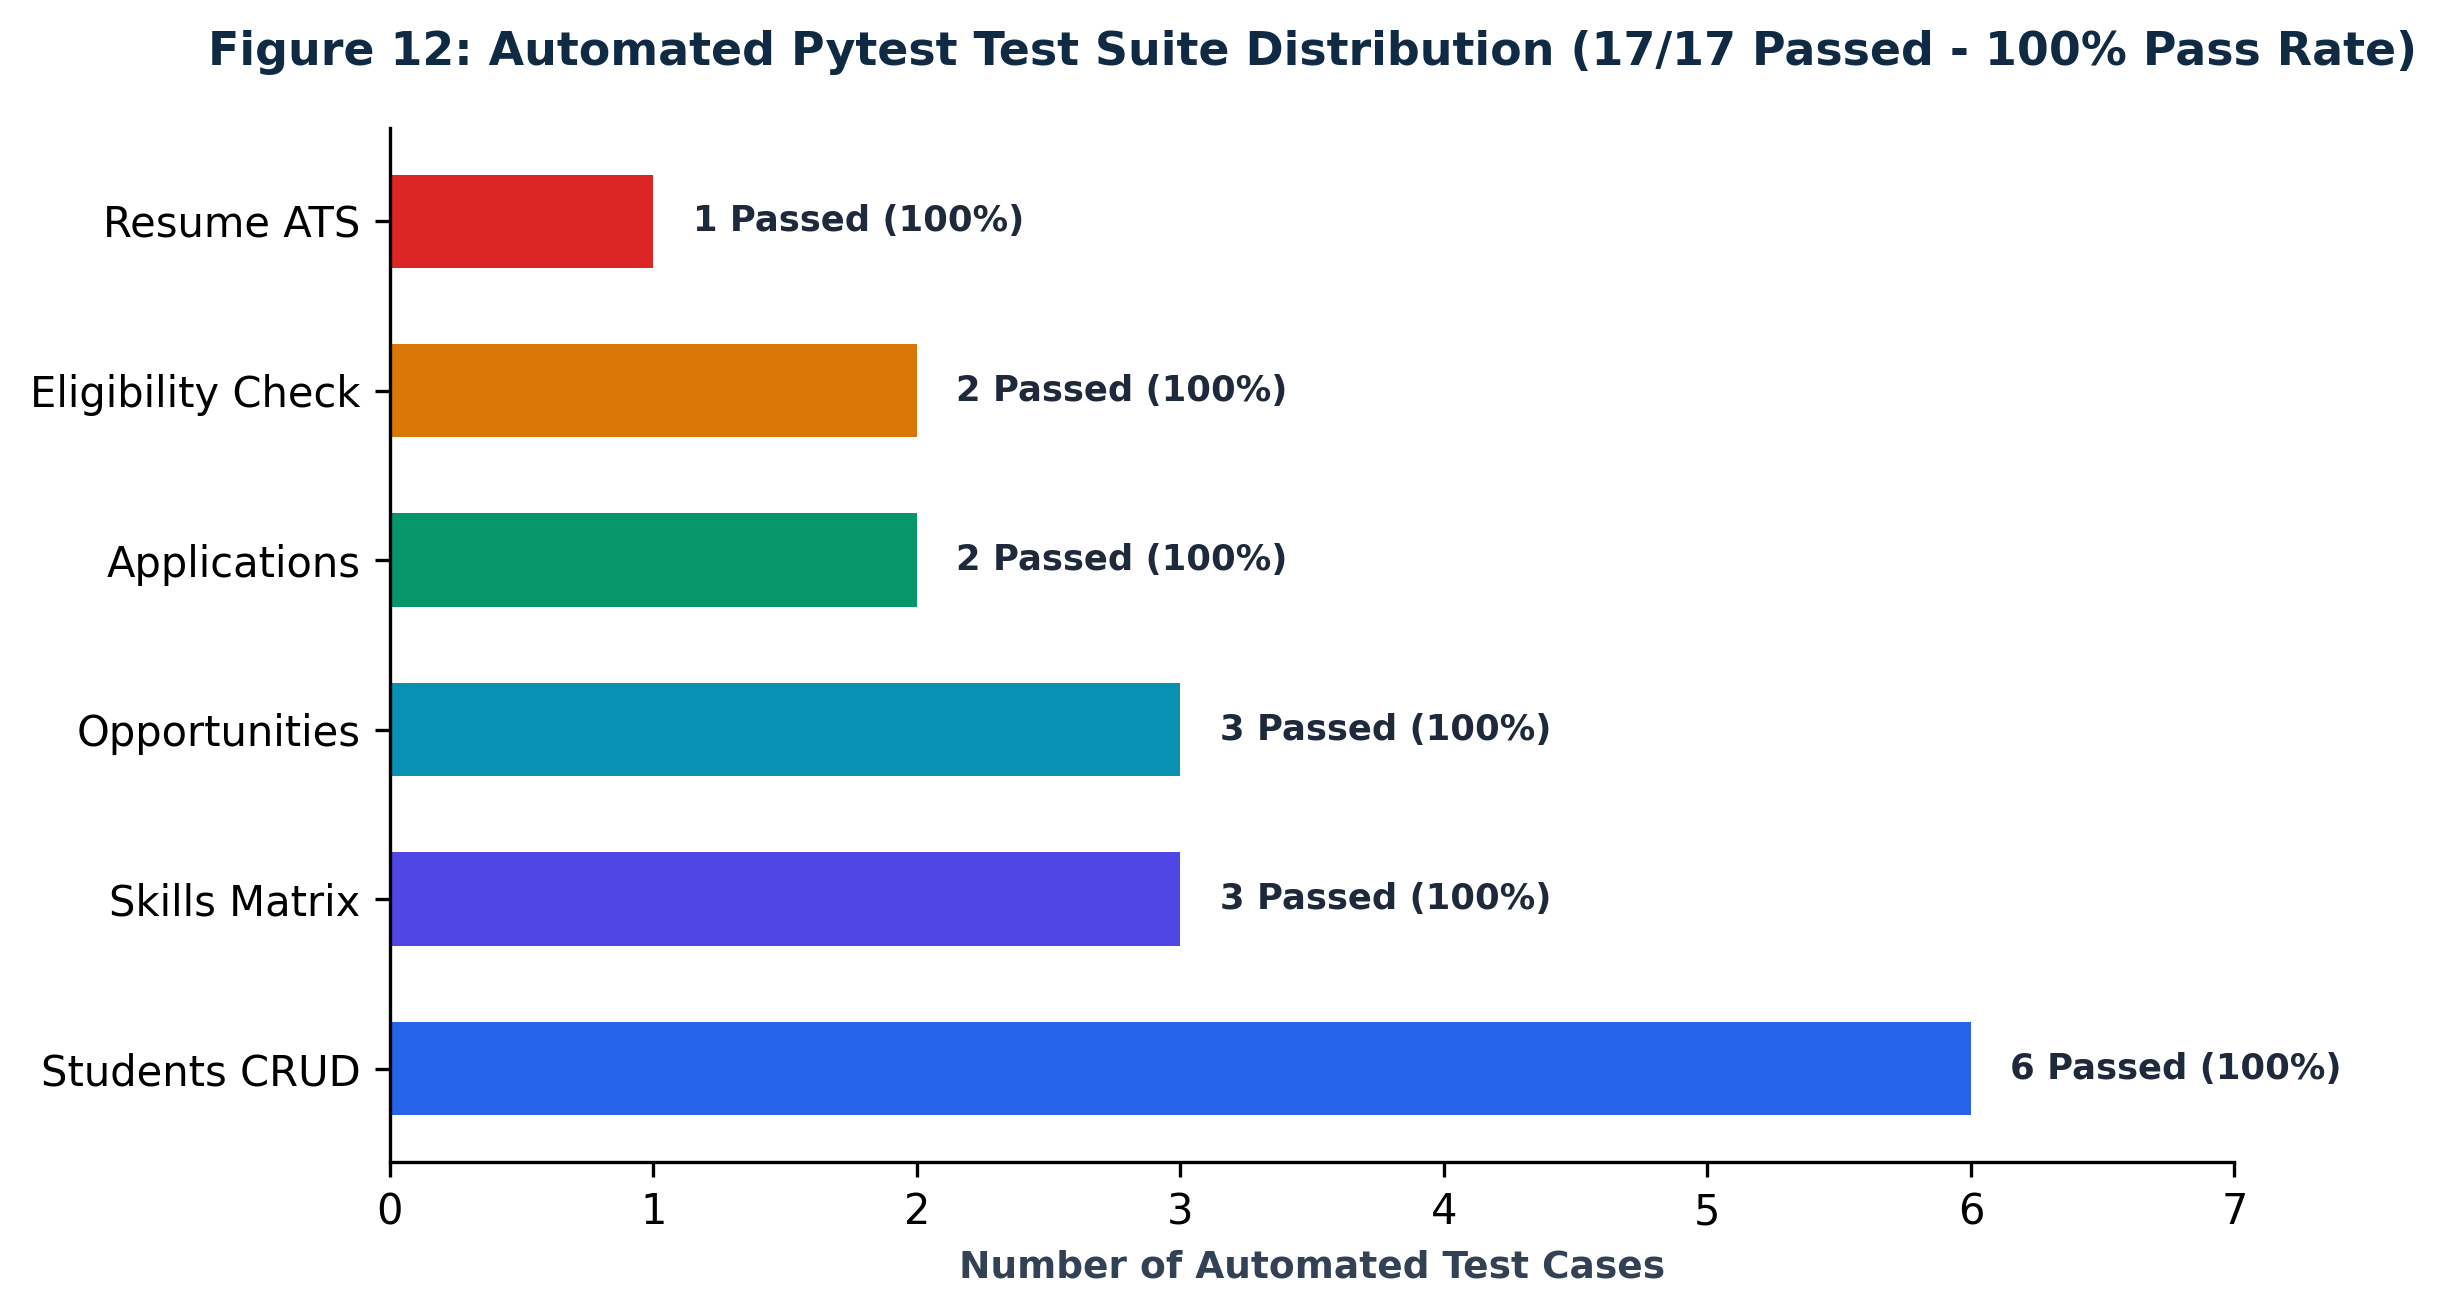 Figure 12: Automated Pytest Test Suite Distribution (17/17 Passed - 100% Pass Rate)
Resume ATS
1 Passed (100%)
Eligibility Check
2 Passed (100%)
Applications
2 Passed (100%)
Opportunities
3 Passed (100%)
Skills Matrix
3 Passed (100%)
Students CRUD
6 Passed (100%)
0 1 2 3 4 5 6 7
Number of Automated Test Cases